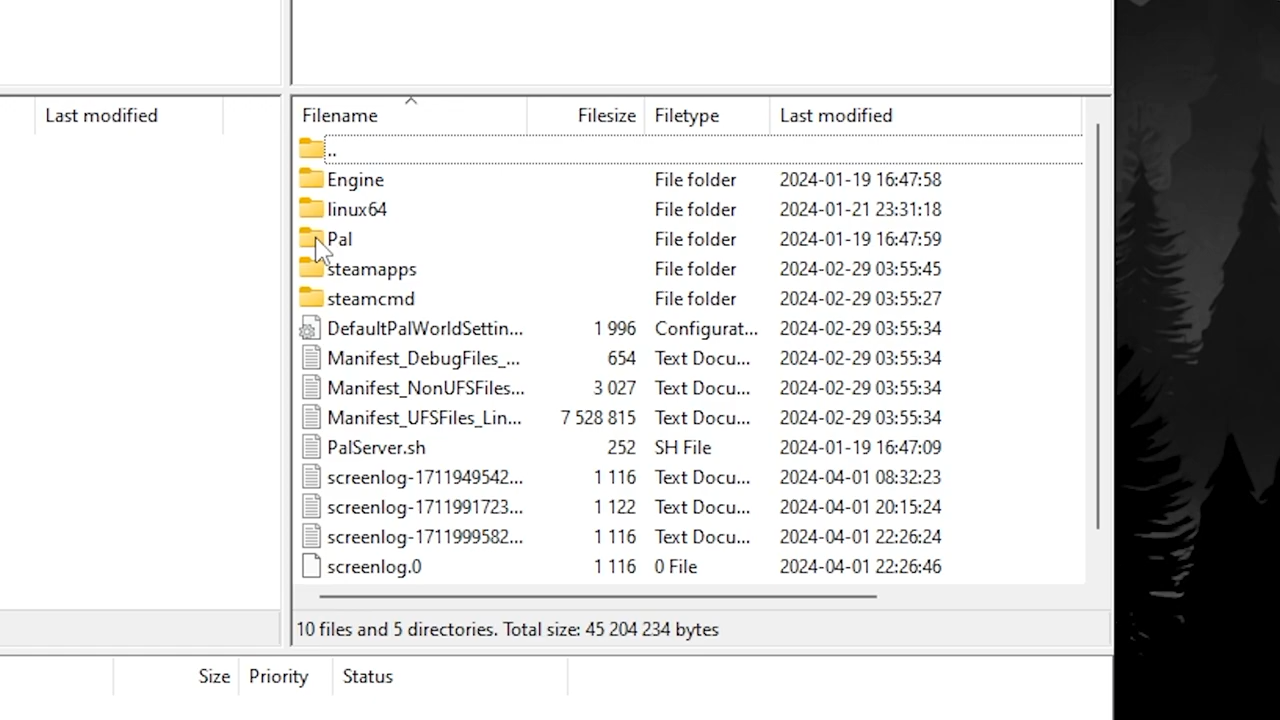 Last modified
Filename Filesize Filetype Last modified
..
Engine File folder 2024-01-19 16:47:58
linux64 File folder 2024-01-21 23:31:18
Pal File folder 2024-01-19 16:47:59
steamapps File folder 2024-02-29 03:55:45
steamcmd File folder 2024-02-29 03:55:27
DefaultPalWorldSettin... 1 996 Configurat... 2024-02-29 03:55:34
Manifest_DebugFiles_... 654 Text Docu... 2024-02-29 03:55:34
Manifest_NonUFSFiles... 3 027 Text Docu... 2024-02-29 03:55:34
Manifest_UFSFiles_Lin... 7 528 815 Text Docu... 2024-02-29 03:55:34
PalServer.sh 252 SH File 2024-01-19 16:47:09
screenlog-1711949542... 1 116 Text Docu... 2024-04-01 08:32:23
screenlog-1711991723... 1 122 Text Docu... 2024-04-01 20:15:24
screenlog-1711999582... 1 116 Text Docu... 2024-04-01 22:26:24
screenlog.0 1 116 0 File 2024-04-01 22:26:46
10 files and 5 directories. Total size: 45 204 234 bytes
Size Priority Status